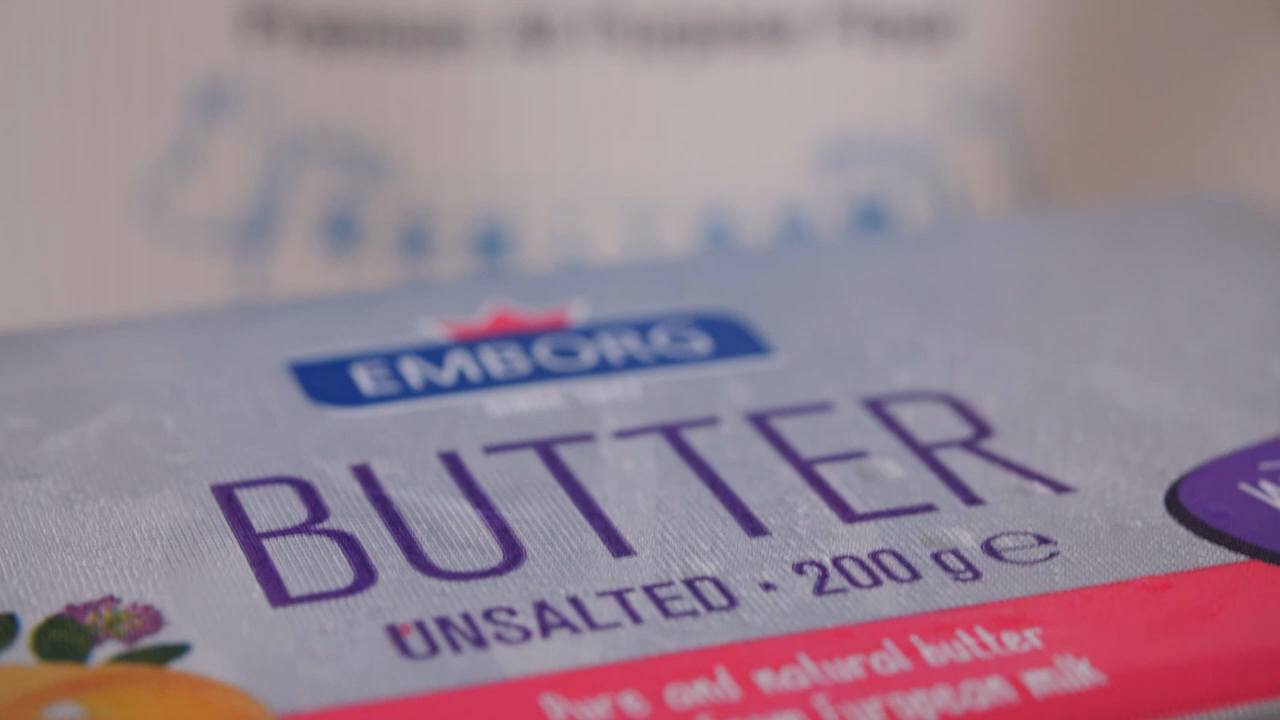 EMBORG
BUTTER
UNSALTED · 200 g ℮
Pure and natural butter
from European milk